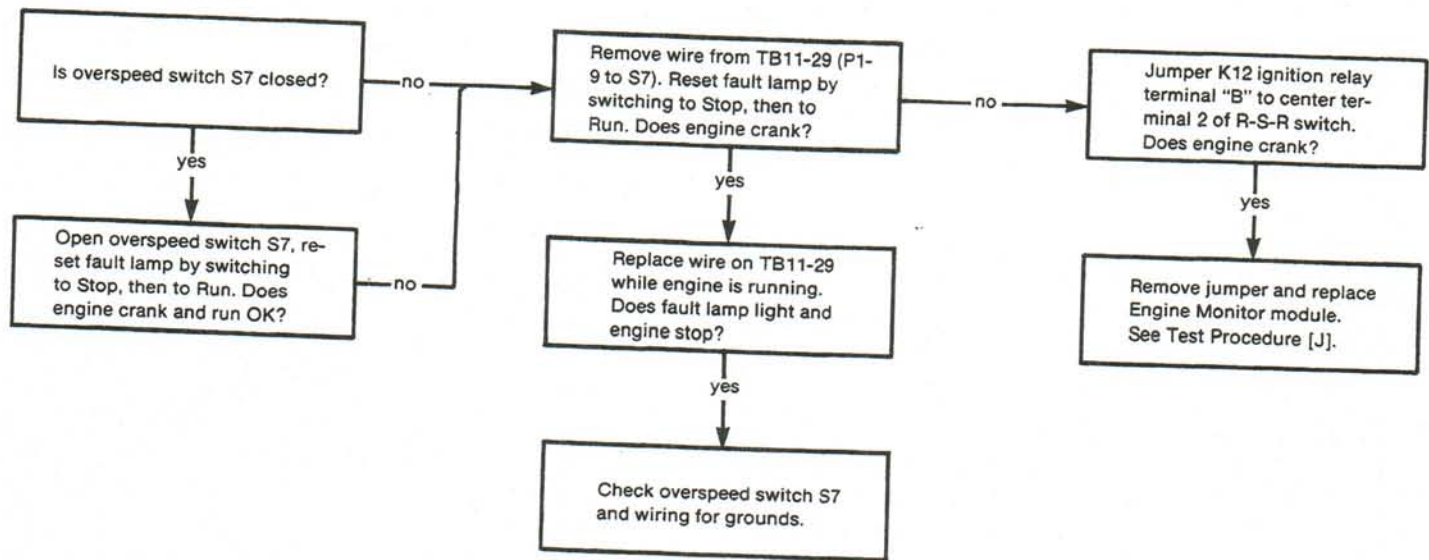 Is overspeed switch S7 closed?
no
yes
Open overspeed switch S7, re-
set fault lamp by switching
to Stop, then to Run. Does
engine crank and run OK?
no
Remove wire from TB11-29 (P1-
9 to S7). Reset fault lamp by
switching to Stop, then to
Run. Does engine crank?
no
yes
Replace wire on TB11-29
while engine is running.
Does fault lamp light and
engine stop?
yes
Check overspeed switch S7
and wiring for grounds.
Jumper K12 ignition relay
terminal "B" to center ter-
minal 2 of R-S-R switch.
Does engine crank?
yes
Remove jumper and replace
Engine Monitor module.
See Test Procedure [J].